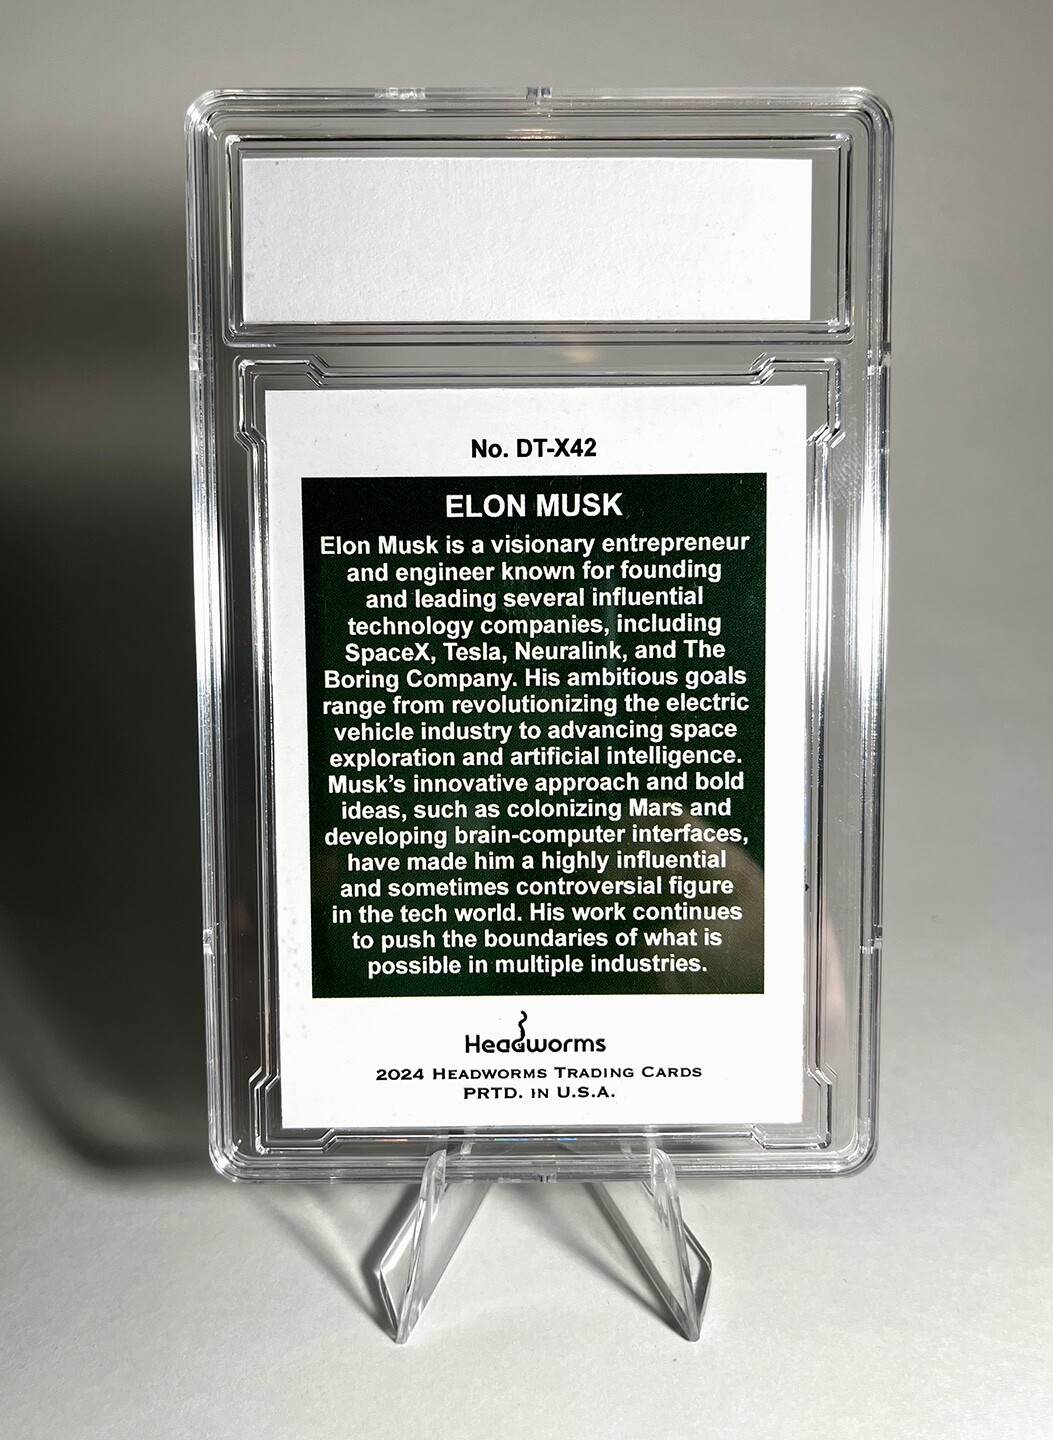 No. DT-X42
ELON MUSK
Elon Musk is a visionary entrepreneur
and engineer known for founding
and leading several influential
technology companies, including
SpaceX, Tesla, Neuralink, and The
Boring Company. His ambitious goals
range from revolutionizing the electric
vehicle industry to advancing space
exploration and artificial intelligence.
Musk’s innovative approach and bold
ideas, such as colonizing Mars and
developing brain-computer interfaces,
have made him a highly influential
and sometimes controversial figure
in the tech world. His work continues
to push the boundaries of what is
possible in multiple industries.
Headworms
2024 HEADWORMS TRADING CARDS
PRTD. IN U.S.A.